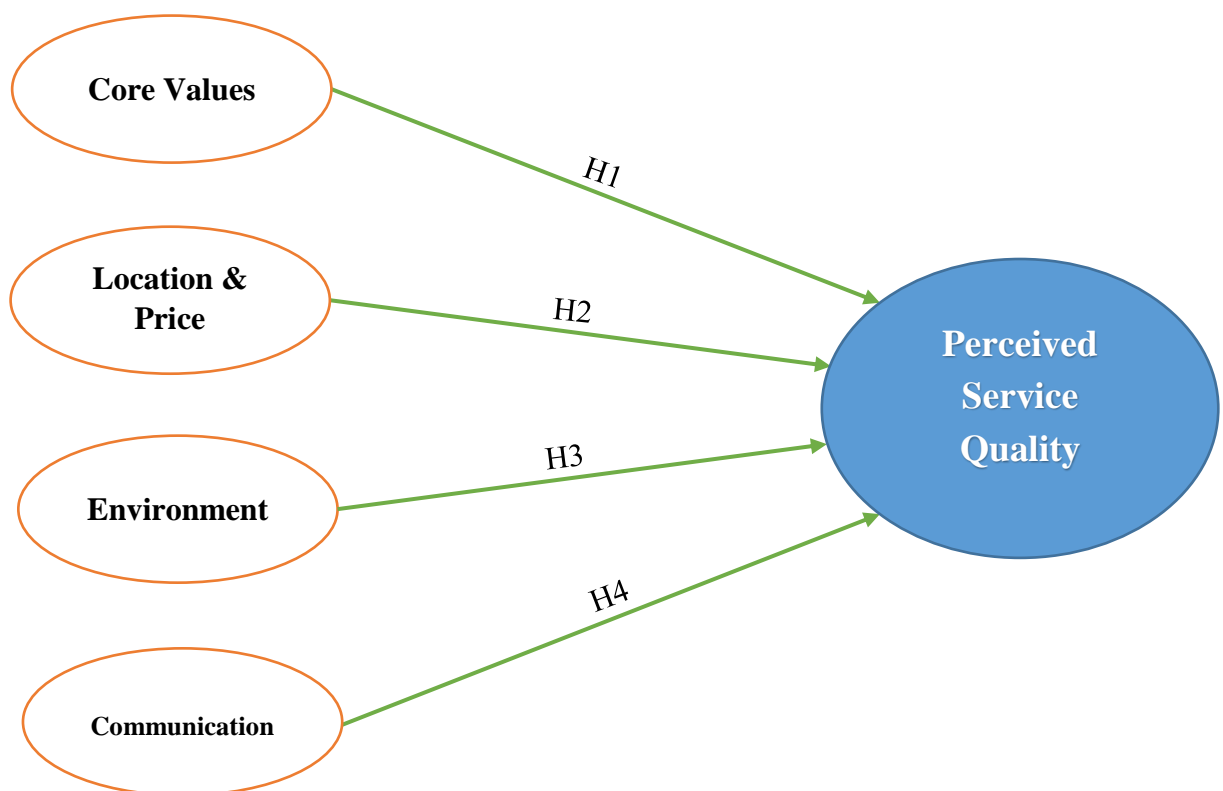 Core Values
H1
Location &
Price
H2
Perceived
Service
Quality
Environment
H3
H4
Communication